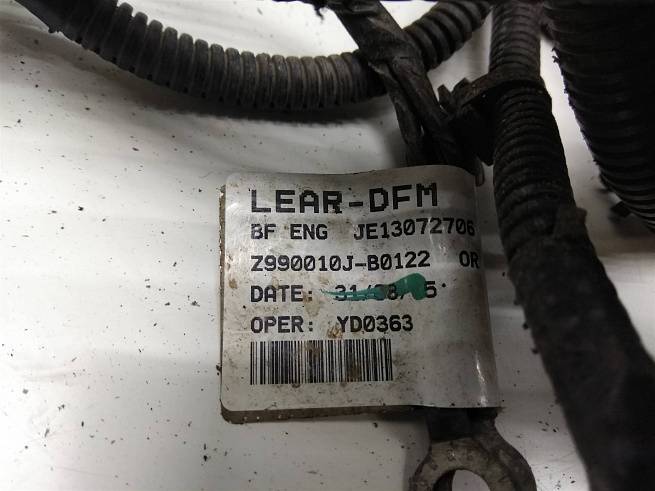 LEAR-DFM
BF ENG JE13072706
Z990010J-B0122 OR
DATE:
OPER: YD0363